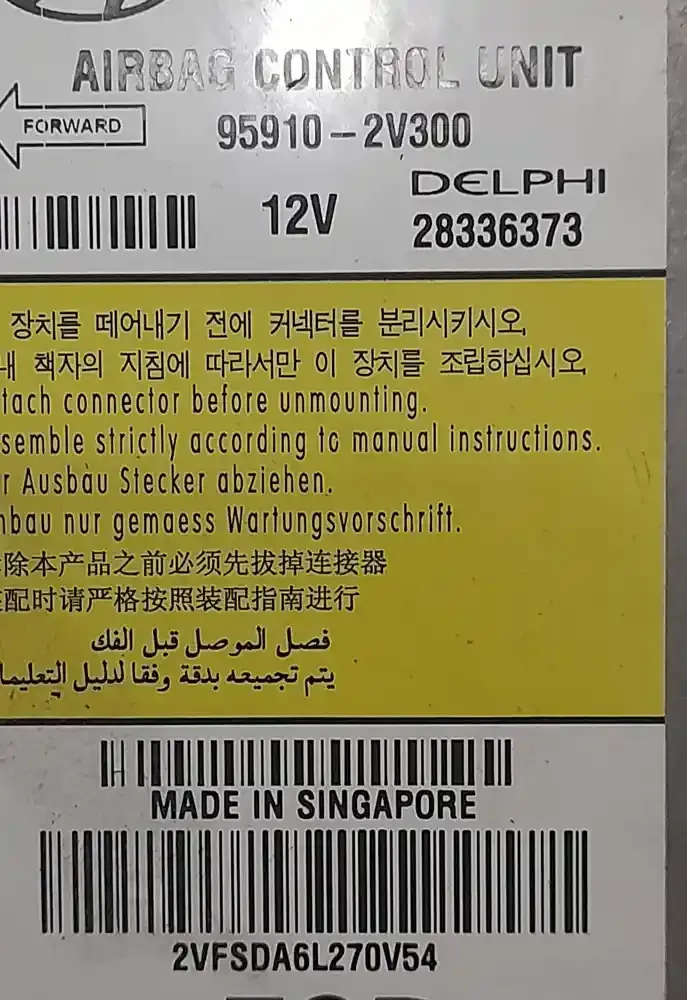 AIRBAG CONTROL UNIT
FORWARD
95910-2V300
DELPHI
12V
28336373
장치를 떼어내기 전에 커넥터를 분리시키시오.
내 책자의 지침에 따라서만 이 장치를 조립하십시오.
tach connector before unmounting.
semble strictly according to manual instructions.
r Ausbau Stecker abziehen.
nbau nur gemaess Wartungsvorschrift.
除本产品之前必须先拔掉连接器
配时请严格按照装配指南进行
فصل الموصل قبل الفك
يتم تجميعه بدقة وفقا لدليل التعليما
MADE IN SINGAPORE
2VFSDA6L270V54